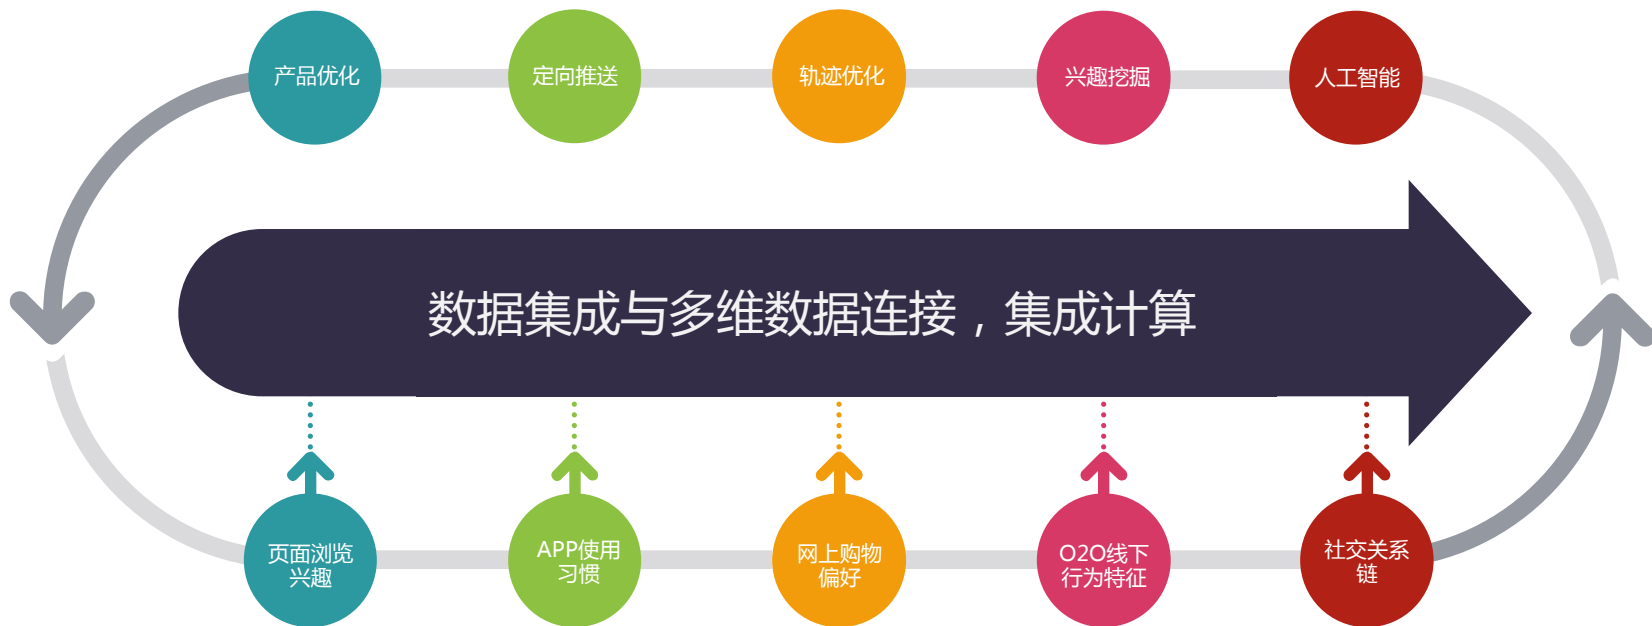 产品优化
定向推送
轨迹优化
兴趣挖掘
人工智能
数据集成与多维数据连接，集成计算
页面浏览
兴趣
APP使用
习惯
网上购物
偏好
O2O线下
行为特征
社交关系
链